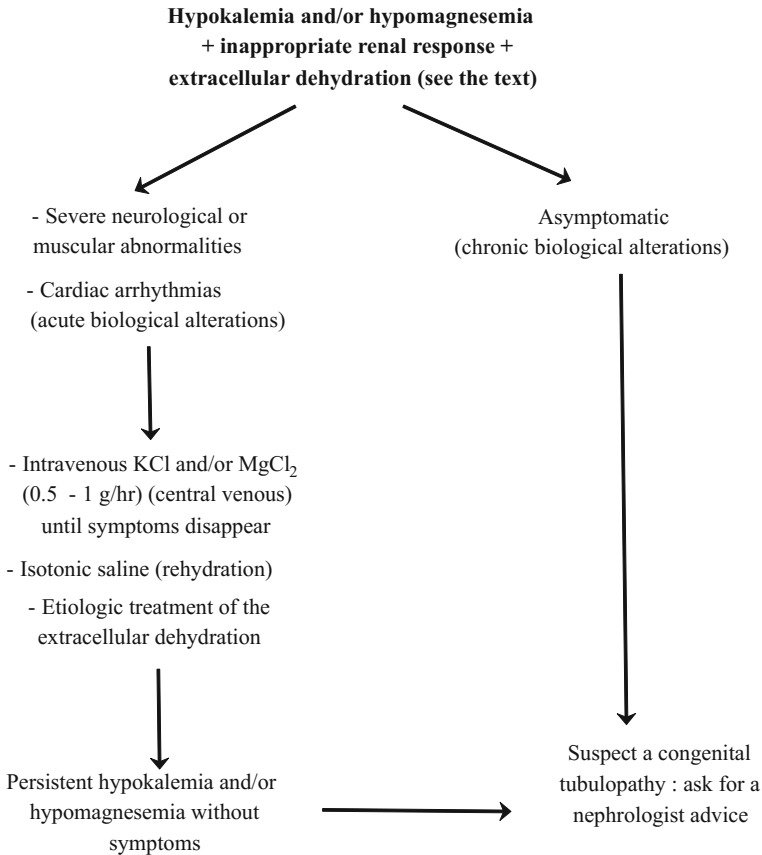 Hypokalemia and/or hypomagnesemia
+ inappropriate renal response +
extracellular dehydration (see the text)
- Severe neurological or
muscular abnormalities
- Cardiac arrhythmias
(acute biological alterations)
Asymptomatic
(chronic biological alterations)
- Intravenous KCl and/or MgCl2
(0.5 - 1 g/hr) (central venous)
until symptoms disappear
- Isotonic saline (rehydration)
- Etiologic treatment of the
extracellular dehydration
Persistent hypokalemia and/or
hypomagnesemia without
symptoms
Suspect a congenital
tubulopathy : ask for a
nephrologist advice